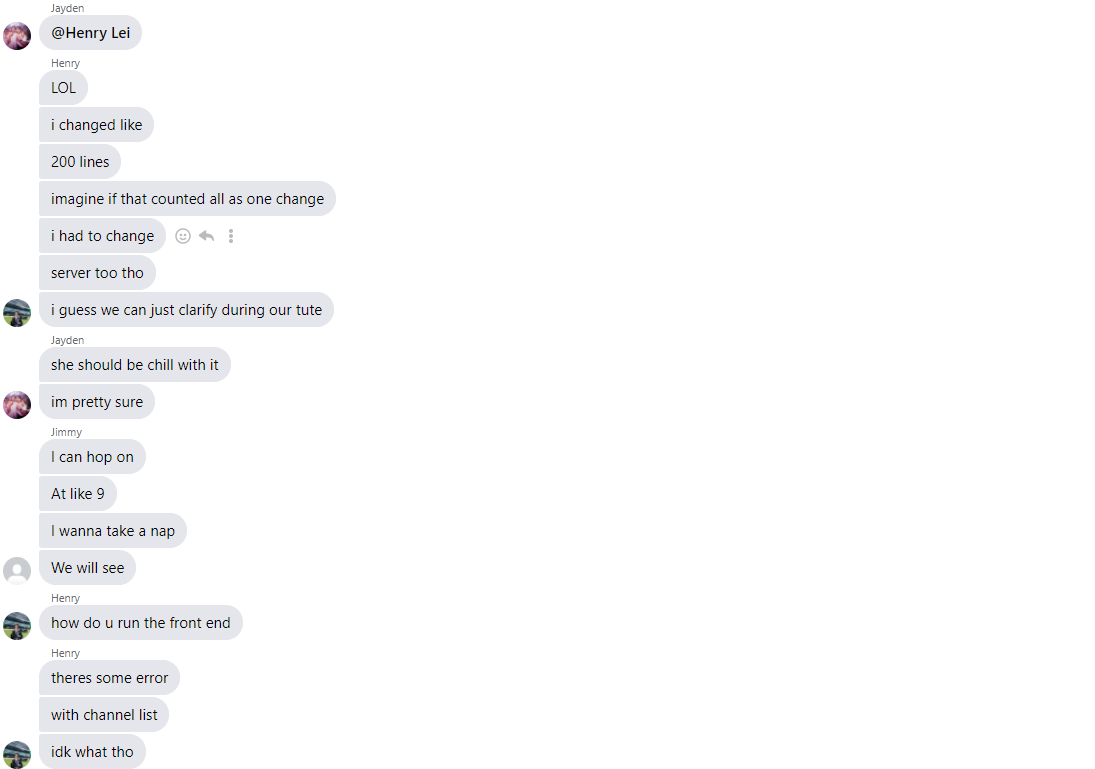 Jayden
@Henry Lei
Henry
LOL
i changed like
200 lines
imagine if that counted all as one change
i had to change
server too tho
i guess we can just clarify during our tute
Jayden
she should be chill with it
im pretty sure
Jimmy
I can hop on
At like 9
I wanna take a nap
We will see
Henry
how do u run the front end
Henry
theres some error
with channel list
idk what tho